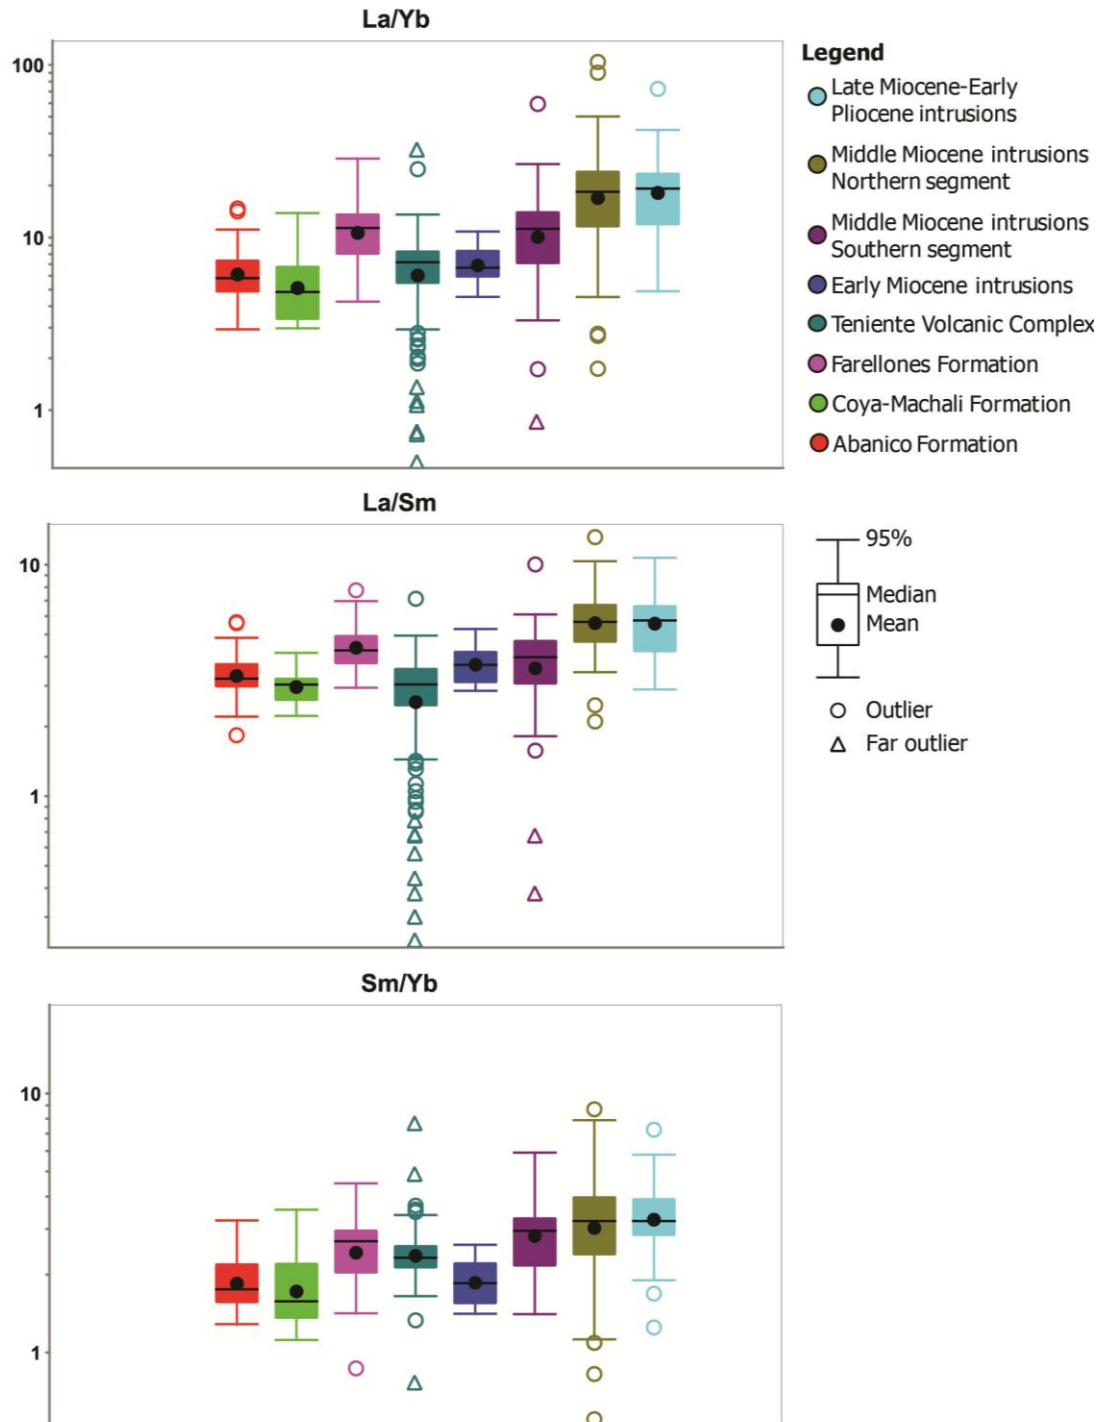 La/Yb
100
10
1
Legend
Late Miocene-Early
Pliocene intrusions
Middle Miocene intrusions
Northern segment
Middle Miocene intrusions
Southern segment
Early Miocene intrusions
Teniente Volcanic Complex
Farellones Formation
Coya-Machali Formation
Abanico Formation
La/Sm
10
1
95%
Median
Mean
Outlier
Far outlier
Sm/Yb
10
1